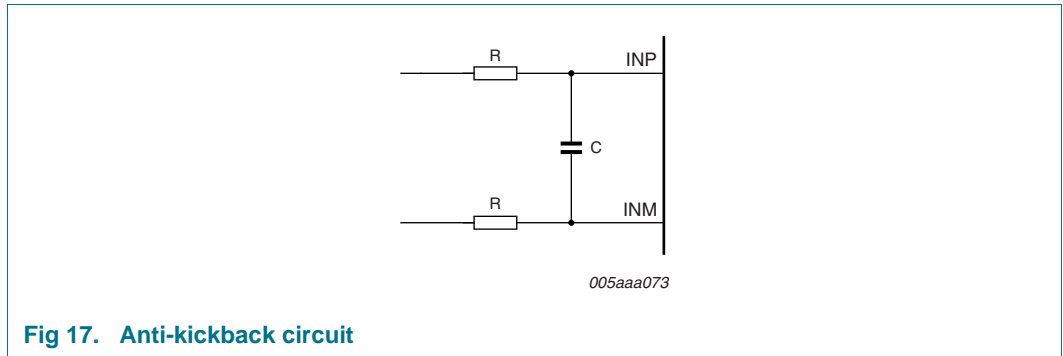 R
INP
C
R
INM
005aaa073
Fig 17. Anti-kickback circuit